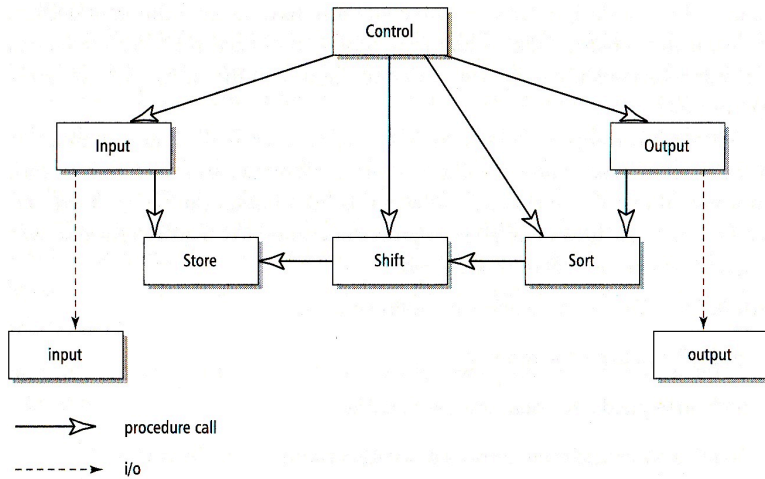 Control
Input
Output
Store
Shift
Sort
input
output
procedure call
i/o